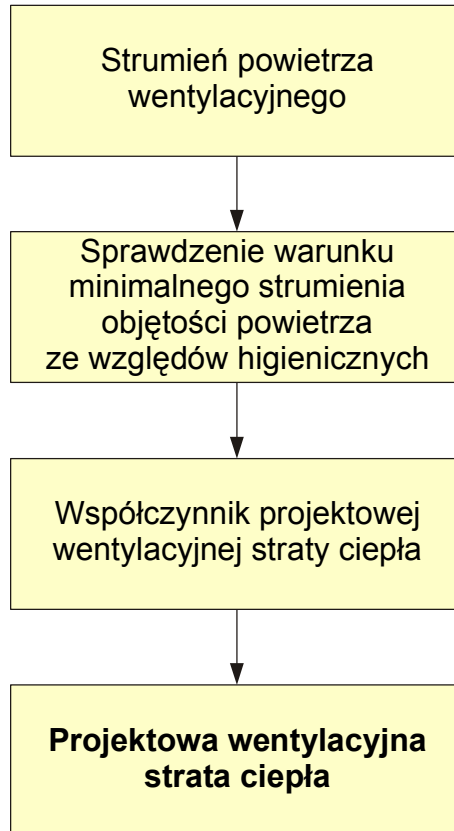 Strumień powietrza
wentylacyjnego
Sprawdzenie warunku
minimalnego strumienia
objętości powietrza
ze względów higienicznych
Współczynnik projektowej
wentylacyjnej straty ciepła
Projektowa wentylacyjna
strata ciepła